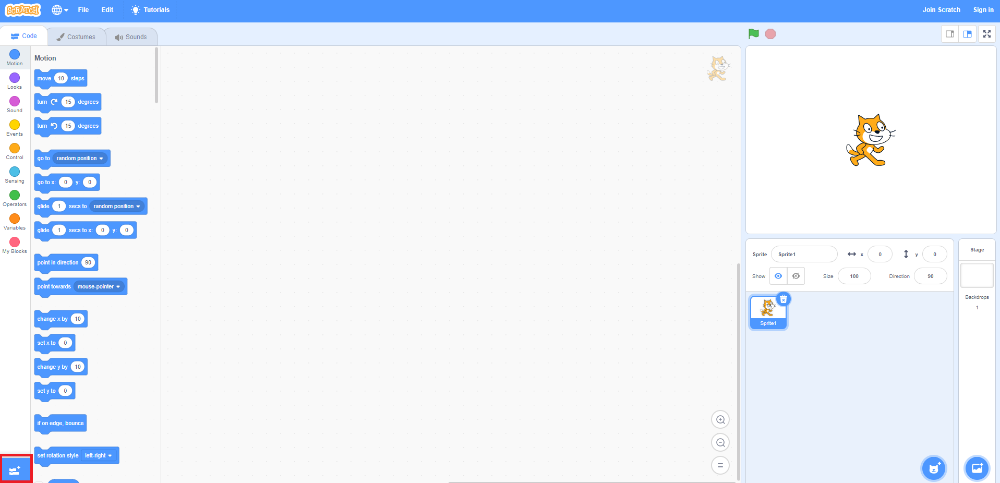 SCRATCH File Edit Tutorials Join Scratch Sign in
Code Costumes Sounds
Motion
Looks
Sound
Events
Control
Sensing
Operators
Variables
My Blocks
Motion
move 10 steps
turn 15 degrees
turn 15 degrees
go to random position
go to x: 0 y: 0
glide 1 secs to random position
glide 1 secs to x: 0 y: 0
point in direction 90
point towards mouse-pointer
change x by 10
set x to 0
change y by 10
set y to 0
if on edge, bounce
set rotation style left-right
Sprite Sprite1 x 0 y 0
Show Size 100 Direction 90
Sprite1
Stage
Backdrops
1